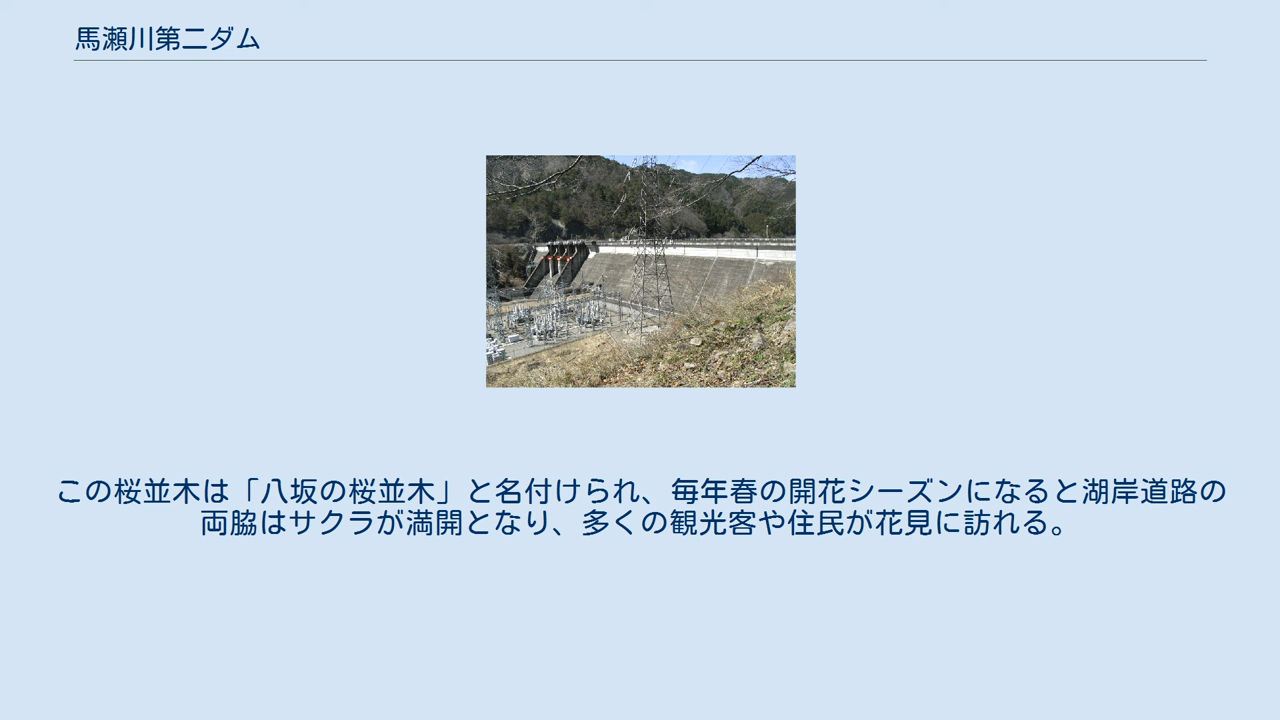 馬瀬川第二ダム
この桜並木は「八坂の桜並木」と名付けられ、毎年春の開花シーズンになると湖岸道路の
両脇はサクラが満開となり、多くの観光客や住民が花見に訪れる。